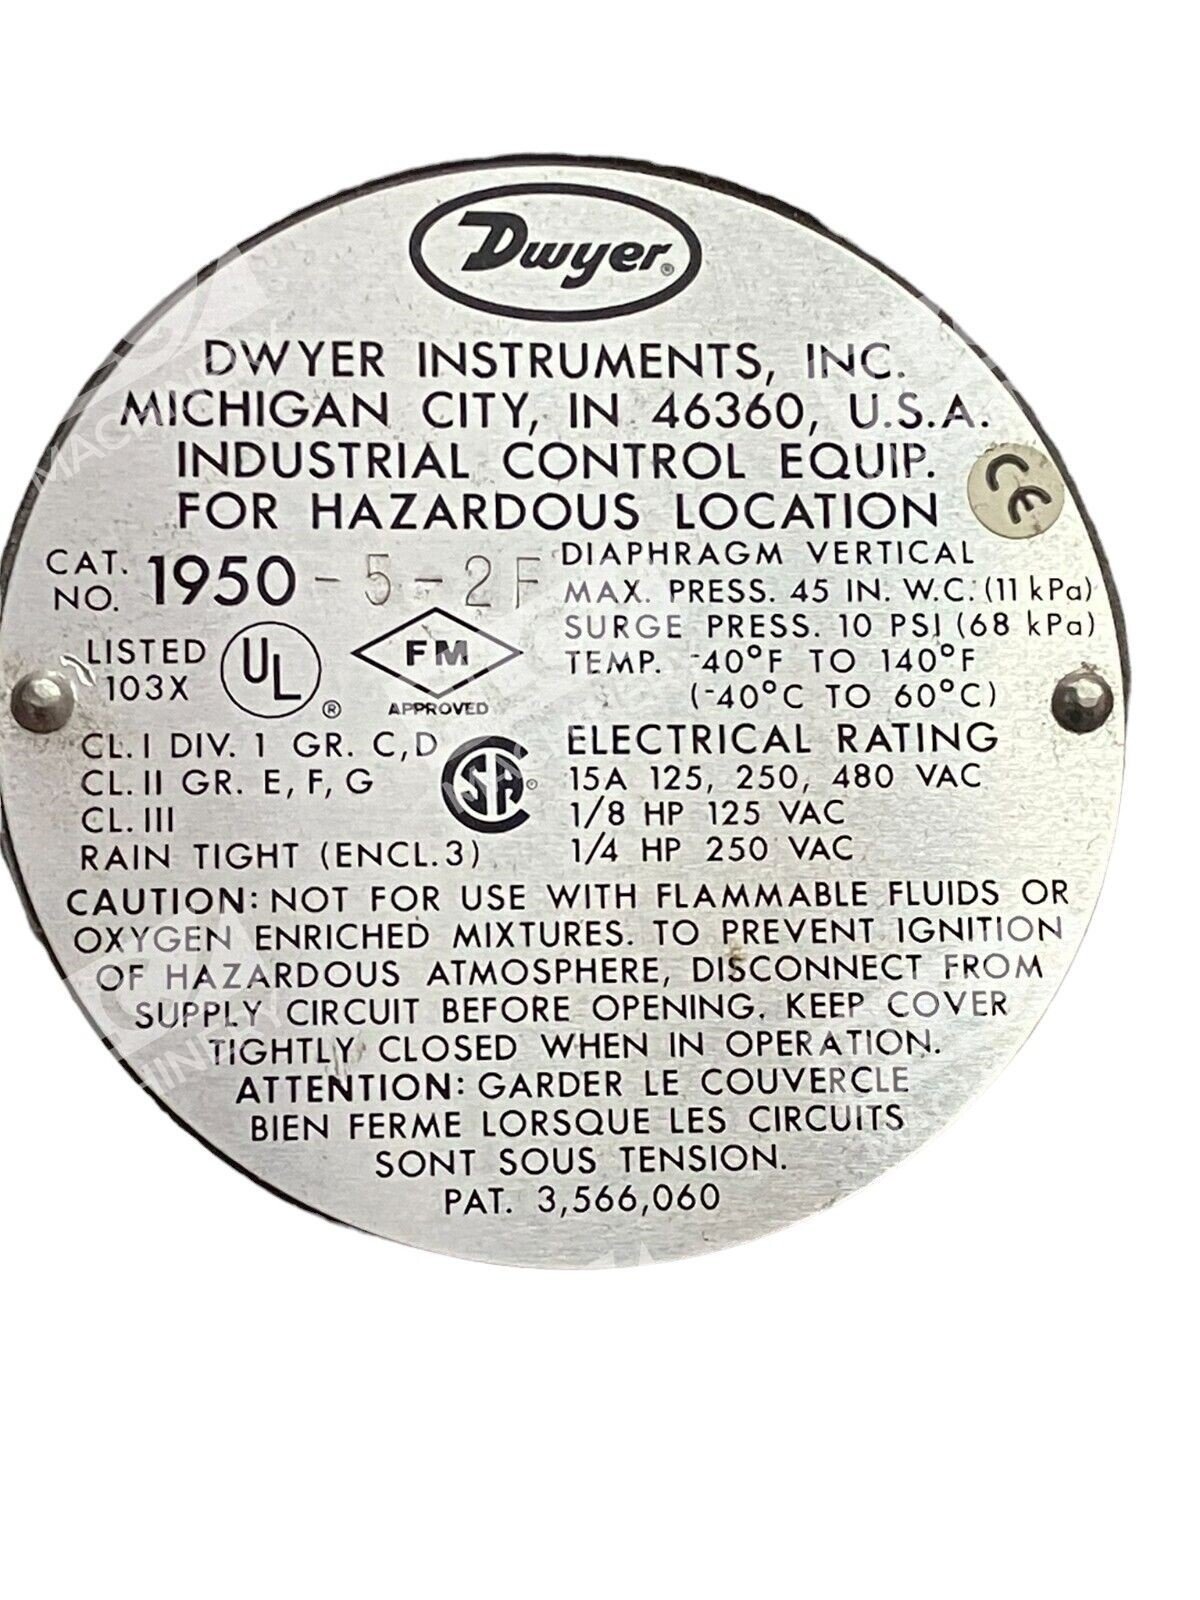 Dwyer®
DWYER INSTRUMENTS, INC.
MICHIGAN CITY, IN 46360, U.S.A.
INDUSTRIAL CONTROL EQUIP.
FOR HAZARDOUS LOCATION
CE
CAT. NO. 1950-5-2F
LISTED 103X
UL®
FM
APPROVED
DIAPHRAGM VERTICAL
MAX. PRESS. 45 IN. W.C. (11 kPa)
SURGE PRESS. 10 PSI (68 kPa)
TEMP. -40°F TO 140°F
(-40°C TO 60°C)
CL. I DIV. 1 GR. C, D
CL. II GR. E, F, G
CL. III
RAIN TIGHT (ENCL. 3)
SA®
ELECTRICAL RATING
15A 125, 250, 480 VAC
1/8 HP 125 VAC
1/4 HP 250 VAC
CAUTION: NOT FOR USE WITH FLAMMABLE FLUIDS OR
OXYGEN ENRICHED MIXTURES. TO PREVENT IGNITION
OF HAZARDOUS ATMOSPHERE, DISCONNECT FROM
SUPPLY CIRCUIT BEFORE OPENING. KEEP COVER
TIGHTLY CLOSED WHEN IN OPERATION.
ATTENTION: GARDER LE COUVERCLE
BIEN FERME LORSQUE LES CIRCUITS
SONT SOUS TENSION.
PAT. 3,566,060